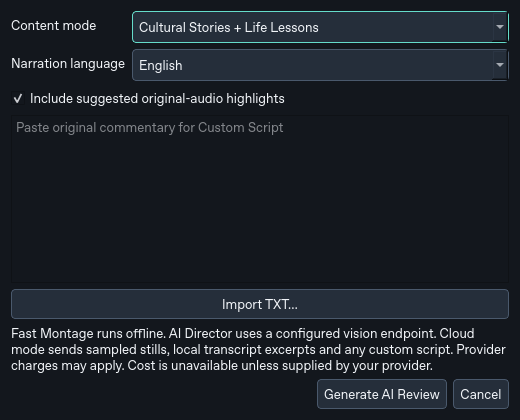 Content mode
Cultural Stories + Life Lessons
Narration language
English
Include suggested original-audio highlights
Paste original commentary for Custom Script
Import TXT...
Fast Montage runs offline. AI Director uses a configured vision endpoint. Cloud
mode sends sampled stills, local transcript excerpts and any custom script. Provider
charges may apply. Cost is unavailable unless supplied by your provider.
Generate AI Review
Cancel